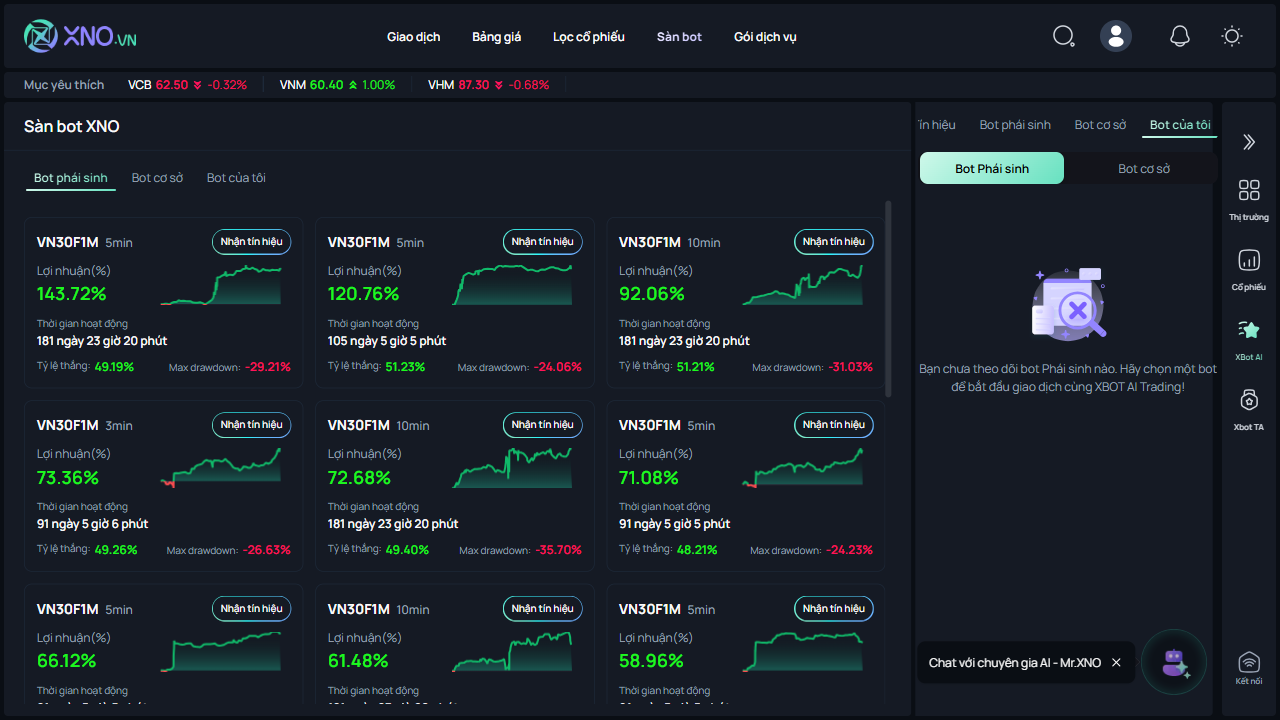 XNO.VN
Giao dịch Bảng giá Lọc cổ phiếu Sàn bot Gói dịch vụ
Mục yêu thích VCB 62.50 -0.32% VNM 60.40 1.00% VHM 87.30 -0.68%
Sàn bot XNO
Bot phái sinh Bot cơ sở Bot của tôi
VN30F1M 5min Nhận tín hiệu
Lợi nhuận(%)
143.72%
Thời gian hoạt động
181 ngày 23 giờ 20 phút
Tỷ lệ thắng: 49.19% Max drawdown: -29.21%
VN30F1M 5min Nhận tín hiệu
Lợi nhuận(%)
120.76%
Thời gian hoạt động
105 ngày 5 giờ 5 phút
Tỷ lệ thắng: 51.23% Max drawdown: -24.06%
VN30F1M 10min Nhận tín hiệu
Lợi nhuận(%)
92.06%
Thời gian hoạt động
181 ngày 23 giờ 20 phút
Tỷ lệ thắng: 51.21% Max drawdown: -31.03%
VN30F1M 3min Nhận tín hiệu
Lợi nhuận(%)
73.36%
Thời gian hoạt động
91 ngày 5 giờ 6 phút
Tỷ lệ thắng: 49.26% Max drawdown: -26.63%
VN30F1M 10min Nhận tín hiệu
Lợi nhuận(%)
72.68%
Thời gian hoạt động
181 ngày 23 giờ 20 phút
Tỷ lệ thắng: 49.40% Max drawdown: -35.70%
VN30F1M 5min Nhận tín hiệu
Lợi nhuận(%)
71.08%
Thời gian hoạt động
91 ngày 5 giờ 5 phút
Tỷ lệ thắng: 48.21% Max drawdown: -24.23%
VN30F1M 5min Nhận tín hiệu
Lợi nhuận(%)
66.12%
Thời gian hoạt động
VN30F1M 10min Nhận tín hiệu
Lợi nhuận(%)
61.48%
Thời gian hoạt động
VN30F1M 5min Nhận tín hiệu
Lợi nhuận(%)
58.96%
Thời gian hoạt động
ín hiệu Bot phái sinh Bot cơ sở Bot của tôi
Bot Phái sinh Bot cơ sở
Bạn chưa theo dõi bot Phái sinh nào. Hãy chọn một bot
để bắt đầu giao dịch cùng XBOT AI Trading!
Chat với chuyên gia AI - Mr.XNO
Thị trường
Cổ phiếu
XBot AI
Xbot TA
Kết nối